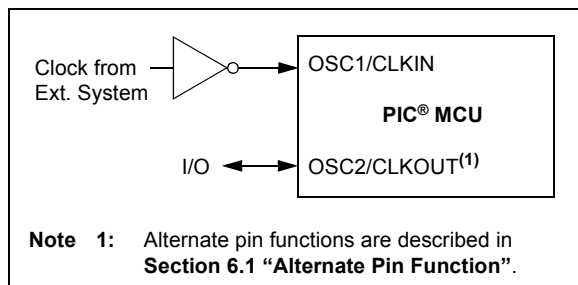 Clock from
Ext. System
OSC1/CLKIN
PIC® MCU
I/O
OSC2/CLKOUT(1)
Note 1: Alternate pin functions are described in
Section 6.1 “Alternate Pin Function”.